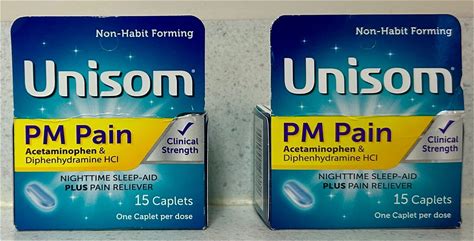 Non-Habit Forming
Unisom®
PM Pain
Acetaminophen &
Diphenhydramine HCl
Clinical
Strength
NIGHTTIME SLEEP-AID
PLUS PAIN RELIEVER
15 Caplets
One Caplet per dose
Non-Habit Forming
Unisom®
PM Pain
Acetaminophen &
Diphenhydramine HCl
Clinical
Strength
NIGHTTIME SLEEP-AID
PLUS PAIN RELIEVER
15 Caplets
One Caplet per dose